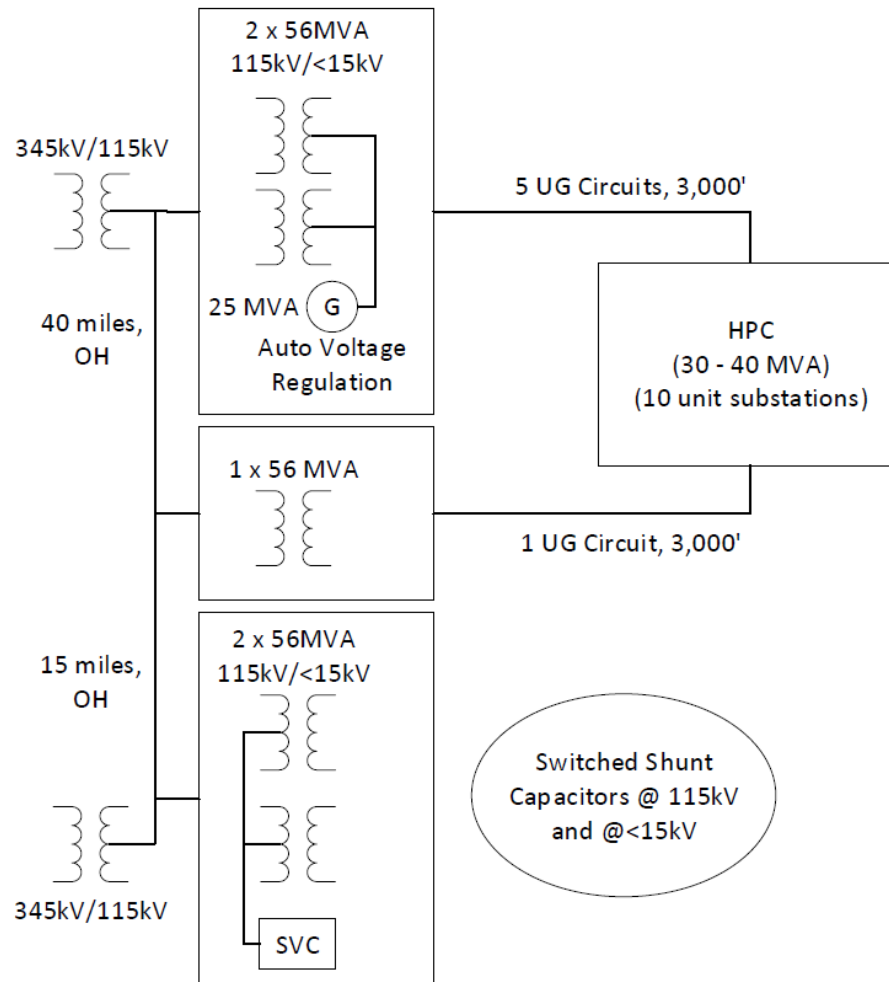 2 x 56MVA
115kV/<15kV
345kV/115kV
5 UG Circuits, 3,000'
25 MVA
G
Auto Voltage
Regulation
40 miles,
OH
HPC
(30 - 40 MVA)
(10 unit substations)
1 x 56 MVA
1 UG Circuit, 3,000'
2 x 56MVA
115kV/<15kV
15 miles,
OH
Switched Shunt
Capacitors @ 115kV
and @<15kV
345kV/115kV
SVC